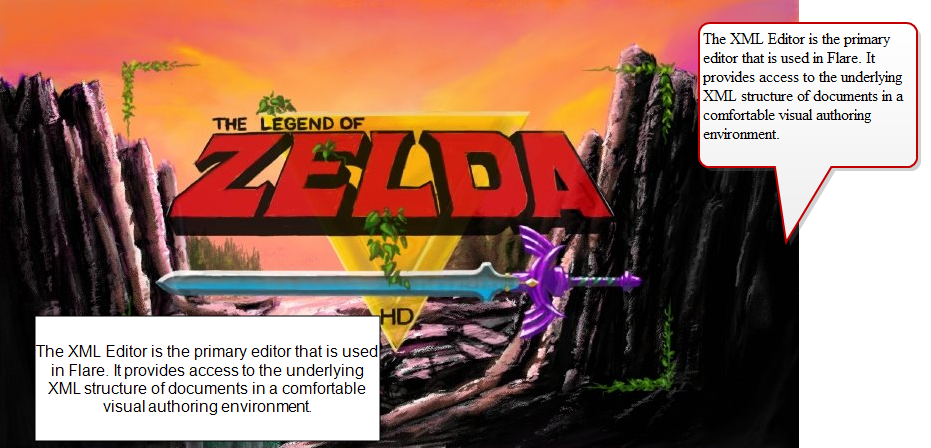 The XML Editor is the primary
editor that is used in Flare. It
provides access to the underlying
XML structure of documents in a
comfortable visual authoring
environment.
THE LEGEND OF
ZELDA
HD
The XML Editor is the primary editor that is used
in Flare. It provides access to the underlying
XML structure of documents in a comfortable
visual authoring environment.